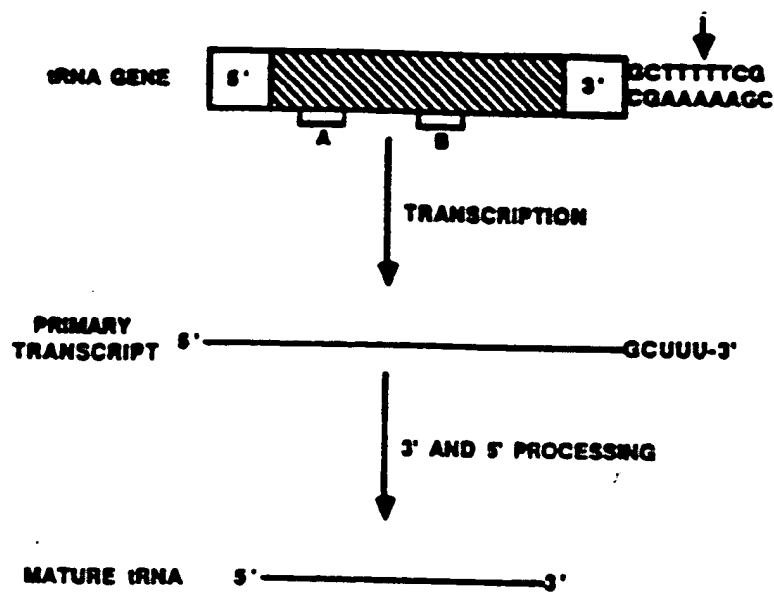 tRNA GENE 5' 3' GCTTTTTCG
CGAAAAAGC
A B
TRANSCRIPTION
PRIMARY
TRANSCRIPT 5' GCUUU-3'
3' AND 5' PROCESSING
MATURE tRNA 5' 3'